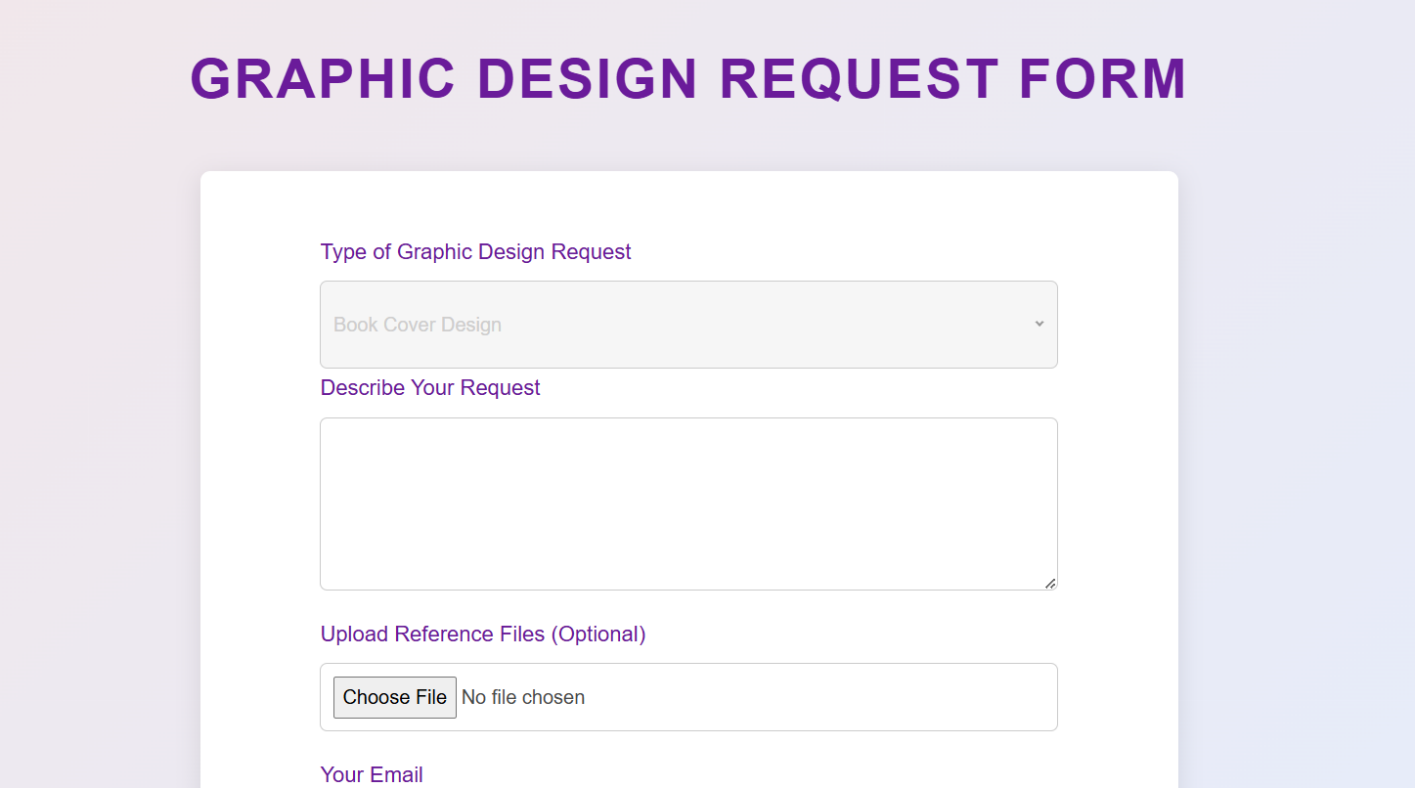 GRAPHIC DESIGN REQUEST FORM
Type of Graphic Design Request
Book Cover Design
Describe Your Request
Upload Reference Files (Optional)
Choose File No file chosen
Your Email